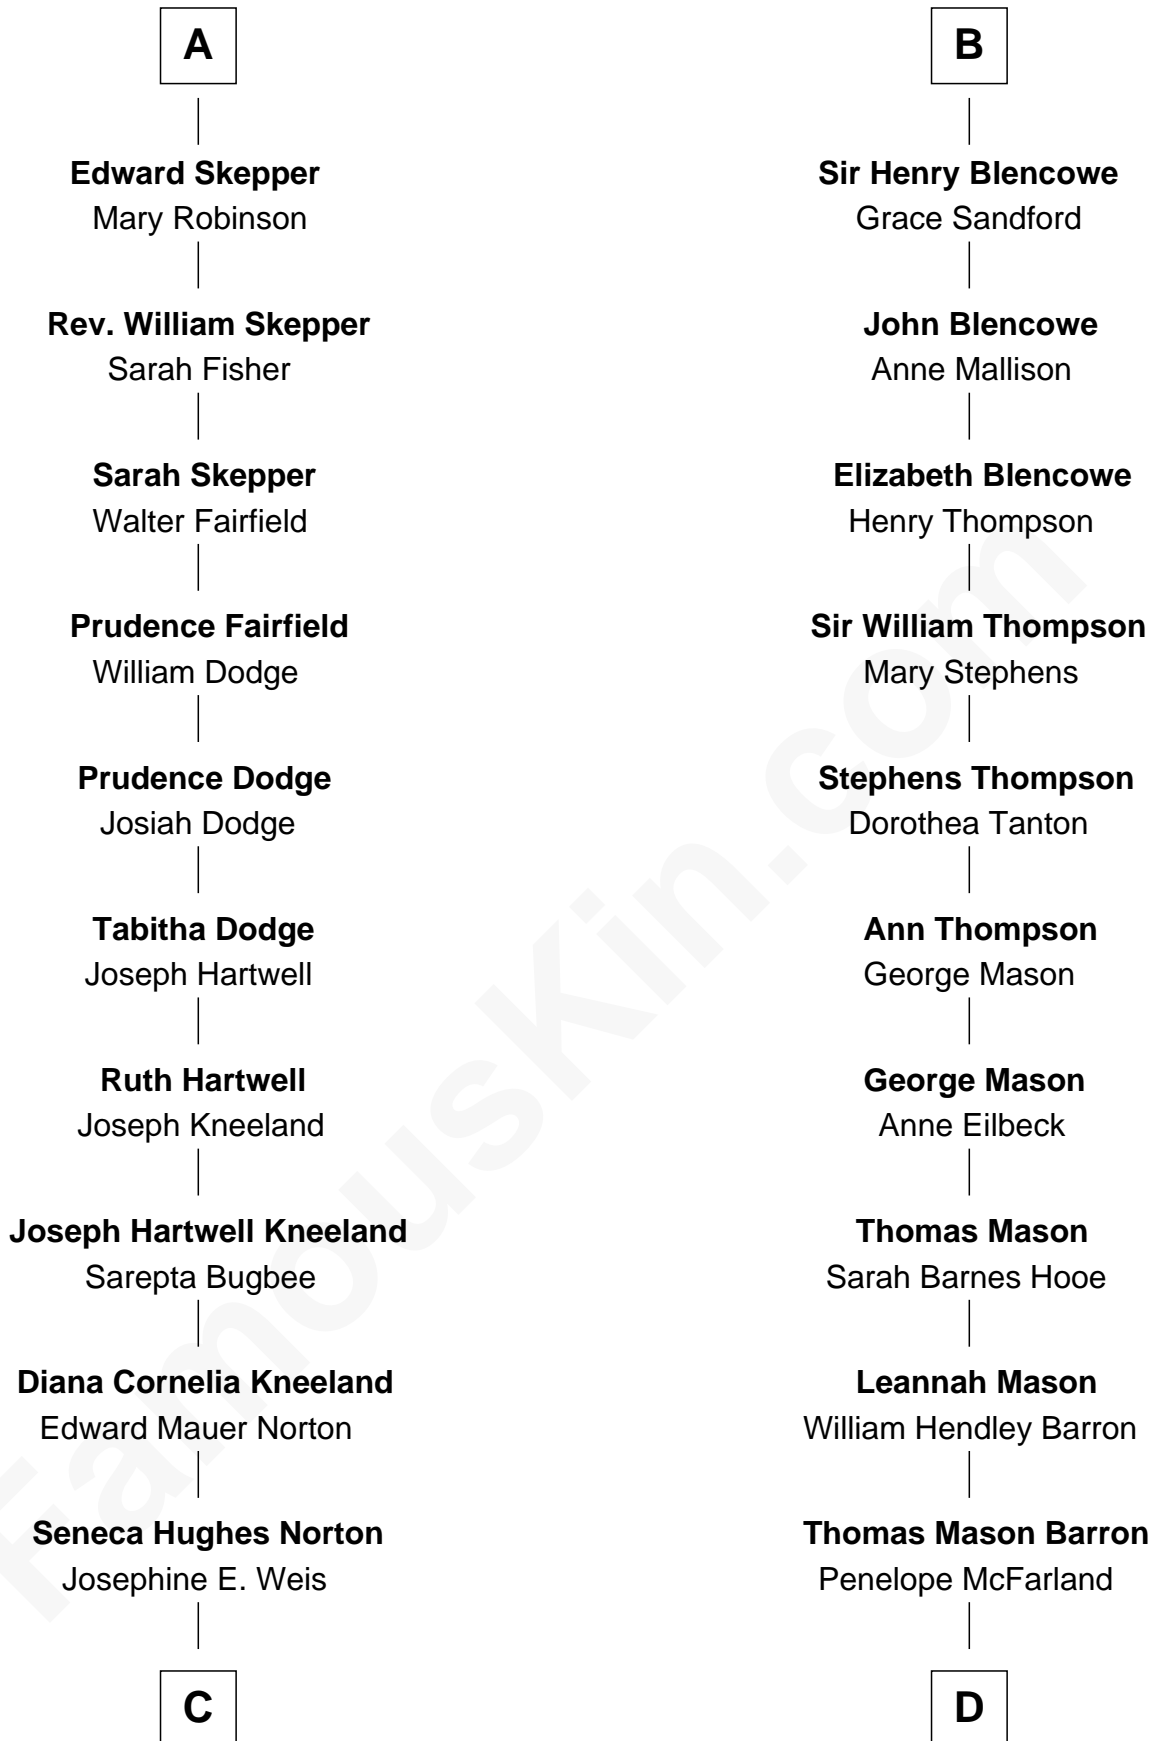 A
Edward Skepper
Mary Robinson
Rev. William Skepper
Sarah Fisher
Sarah Skepper
Walter Fairfield
Prudence Fairfield
William Dodge
Prudence Dodge
Josiah Dodge
Tabitha Dodge
Joseph Hartwell
Ruth Hartwell
Joseph Kneeland
Joseph Hartwell Kneeland
Sarepta Bugbee
Diana Cornelia Kneeland
Edward Mauer Norton
Seneca Hughes Norton
Josephine E. Weis
C
B
Sir Henry Blencowe
Grace Sandford
John Blencowe
Anne Mallison
Elizabeth Blencowe
Henry Thompson
Sir William Thompson
Mary Stephens
Stephens Thompson
Dorothea Tanton
Ann Thompson
George Mason
George Mason
Anne Eilbeck
Thomas Mason
Sarah Barnes Hooe
Leannah Mason
William Hendley Barron
Thomas Mason Barron
Penelope McFarland
D
FamousKin.com